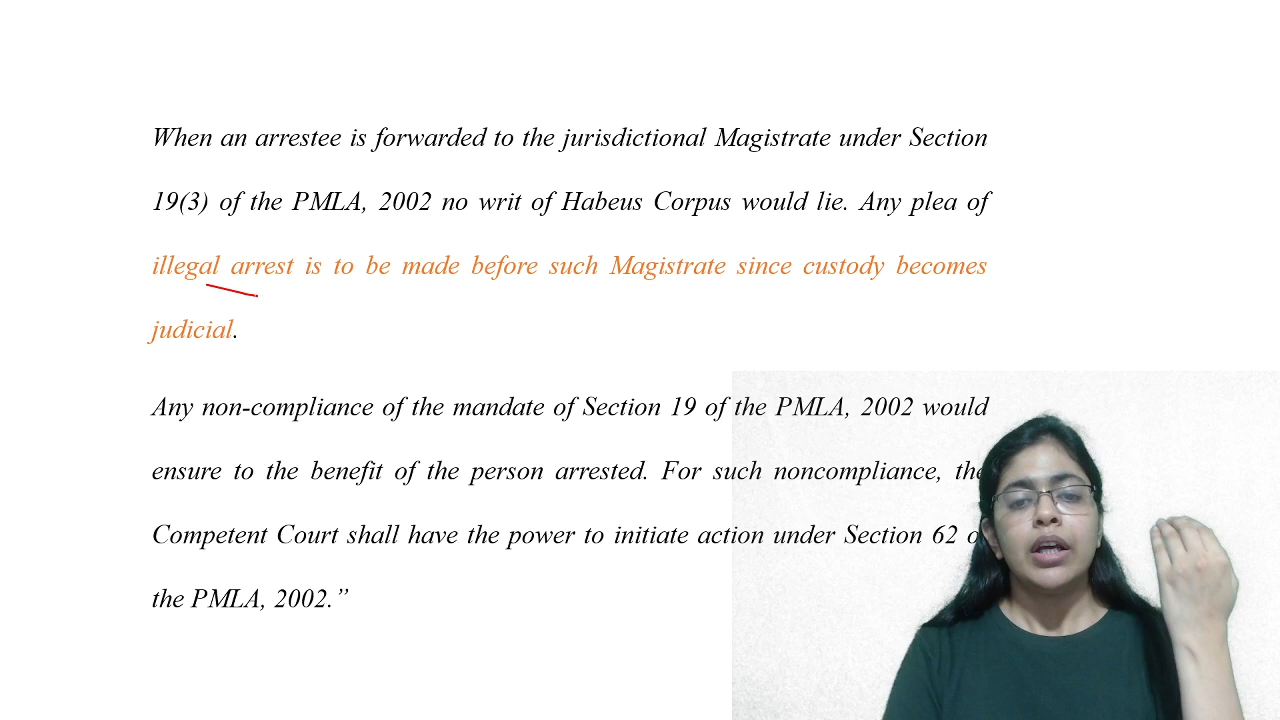 When an arrestee is forwarded to the jurisdictional Magistrate under Section
19(3) of the PMLA, 2002 no writ of Habeus Corpus would lie. Any plea of
illegal arrest is to be made before such Magistrate since custody becomes
judicial.
Any non-compliance of the mandate of Section 19 of the PMLA, 2002 would
ensure to the benefit of the person arrested. For such noncompliance, the
Competent Court shall have the power to initiate action under Section 62 o
the PMLA, 2002.”